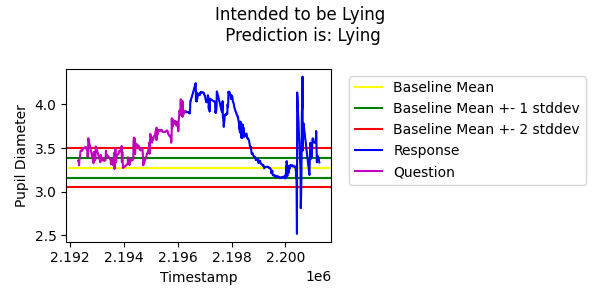 Intended to be Lying
Prediction is: Lying
4.0
3.5
3.0
2.5
Pupil Diameter
2.192 2.194 2.196 2.198 2.200
1e6
Timestamp
Baseline Mean
Baseline Mean +- 1 stddev
Baseline Mean +- 2 stddev
Response
Question